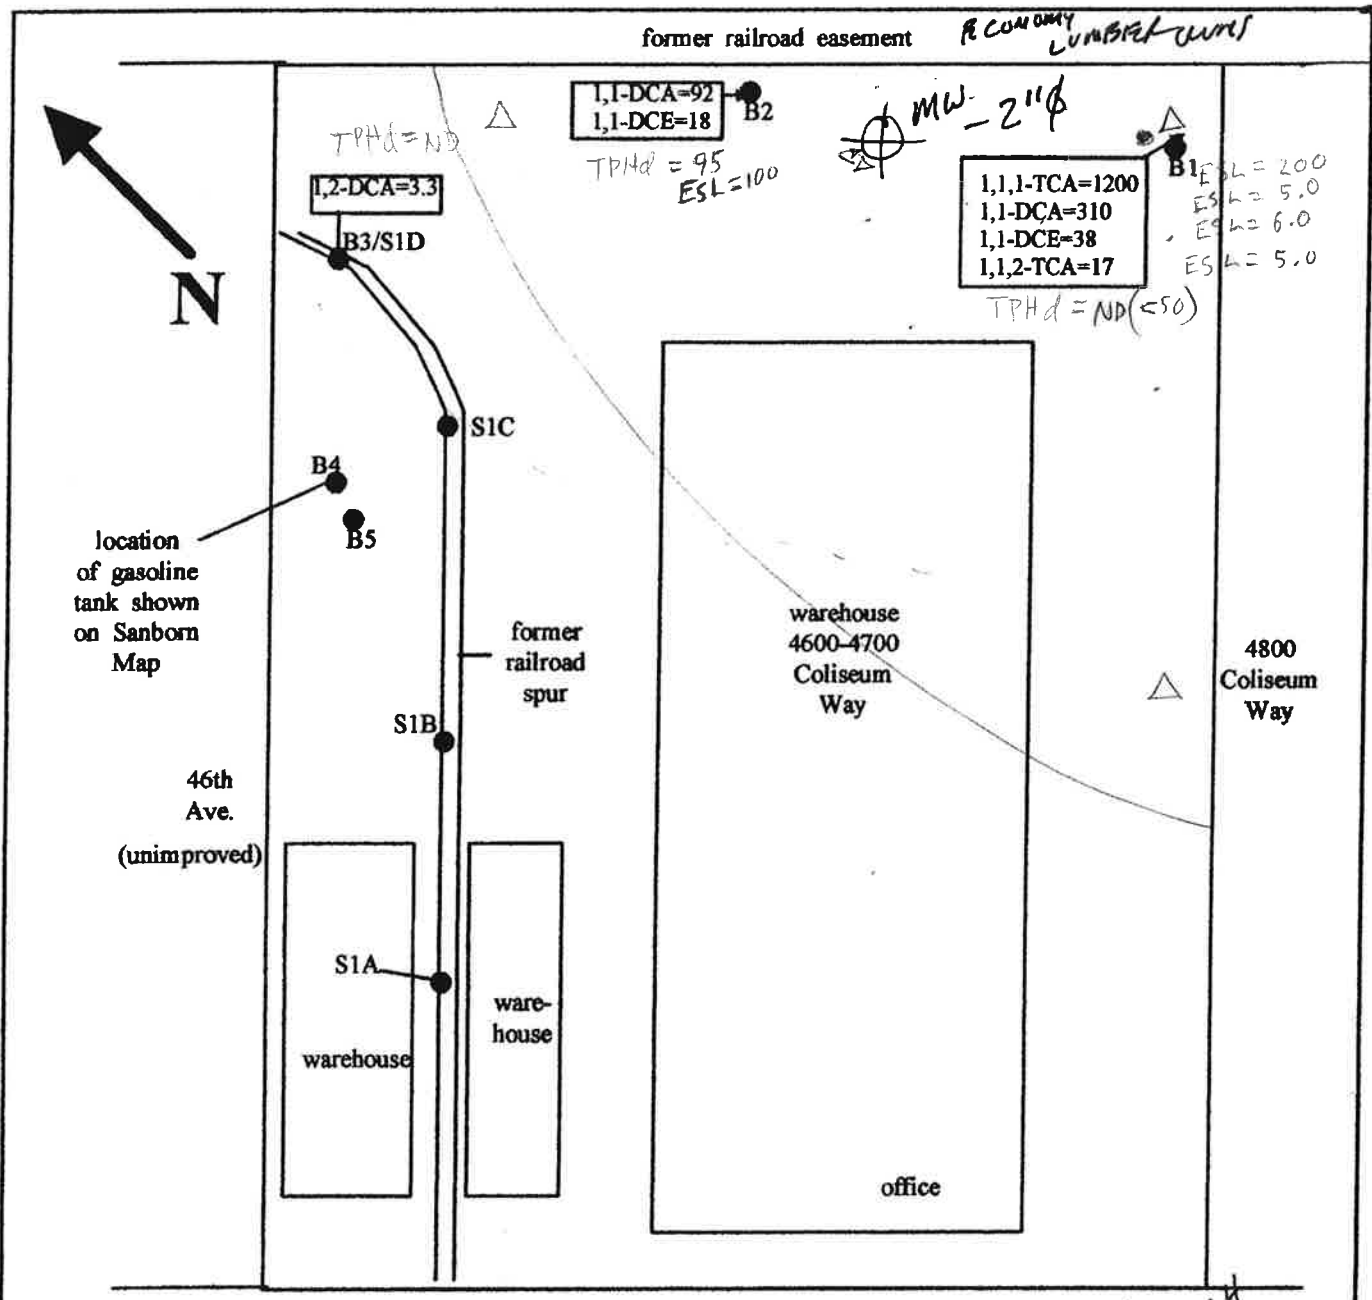 former railroad easement
ECONOMY
LUMBER OWNS
1,1-DCA=92
1,1-DCE=18
B2
MW - 2"ϕ
TPHd = ND
TPHd = 95
ESL=100
1,2-DCA=3.3
B3/S1D
N
B1
1,1,1-TCA=1200
1,1-DCA=310
1,1-DCE=38
1,1,2-TCA=17
ESL = 200
ESL = 5.0
ESL = 6.0
ESL = 5.0
TPHd = ND(<50)
S1C
B4
B5
location
of gasoline
tank shown
on Sanborn
Map
former
railroad
spur
warehouse
4600-4700
Coliseum
Way
4800
Coliseum
Way
S1B
46th
Ave.
(unimproved)
S1A
ware-
house
warehouse
office